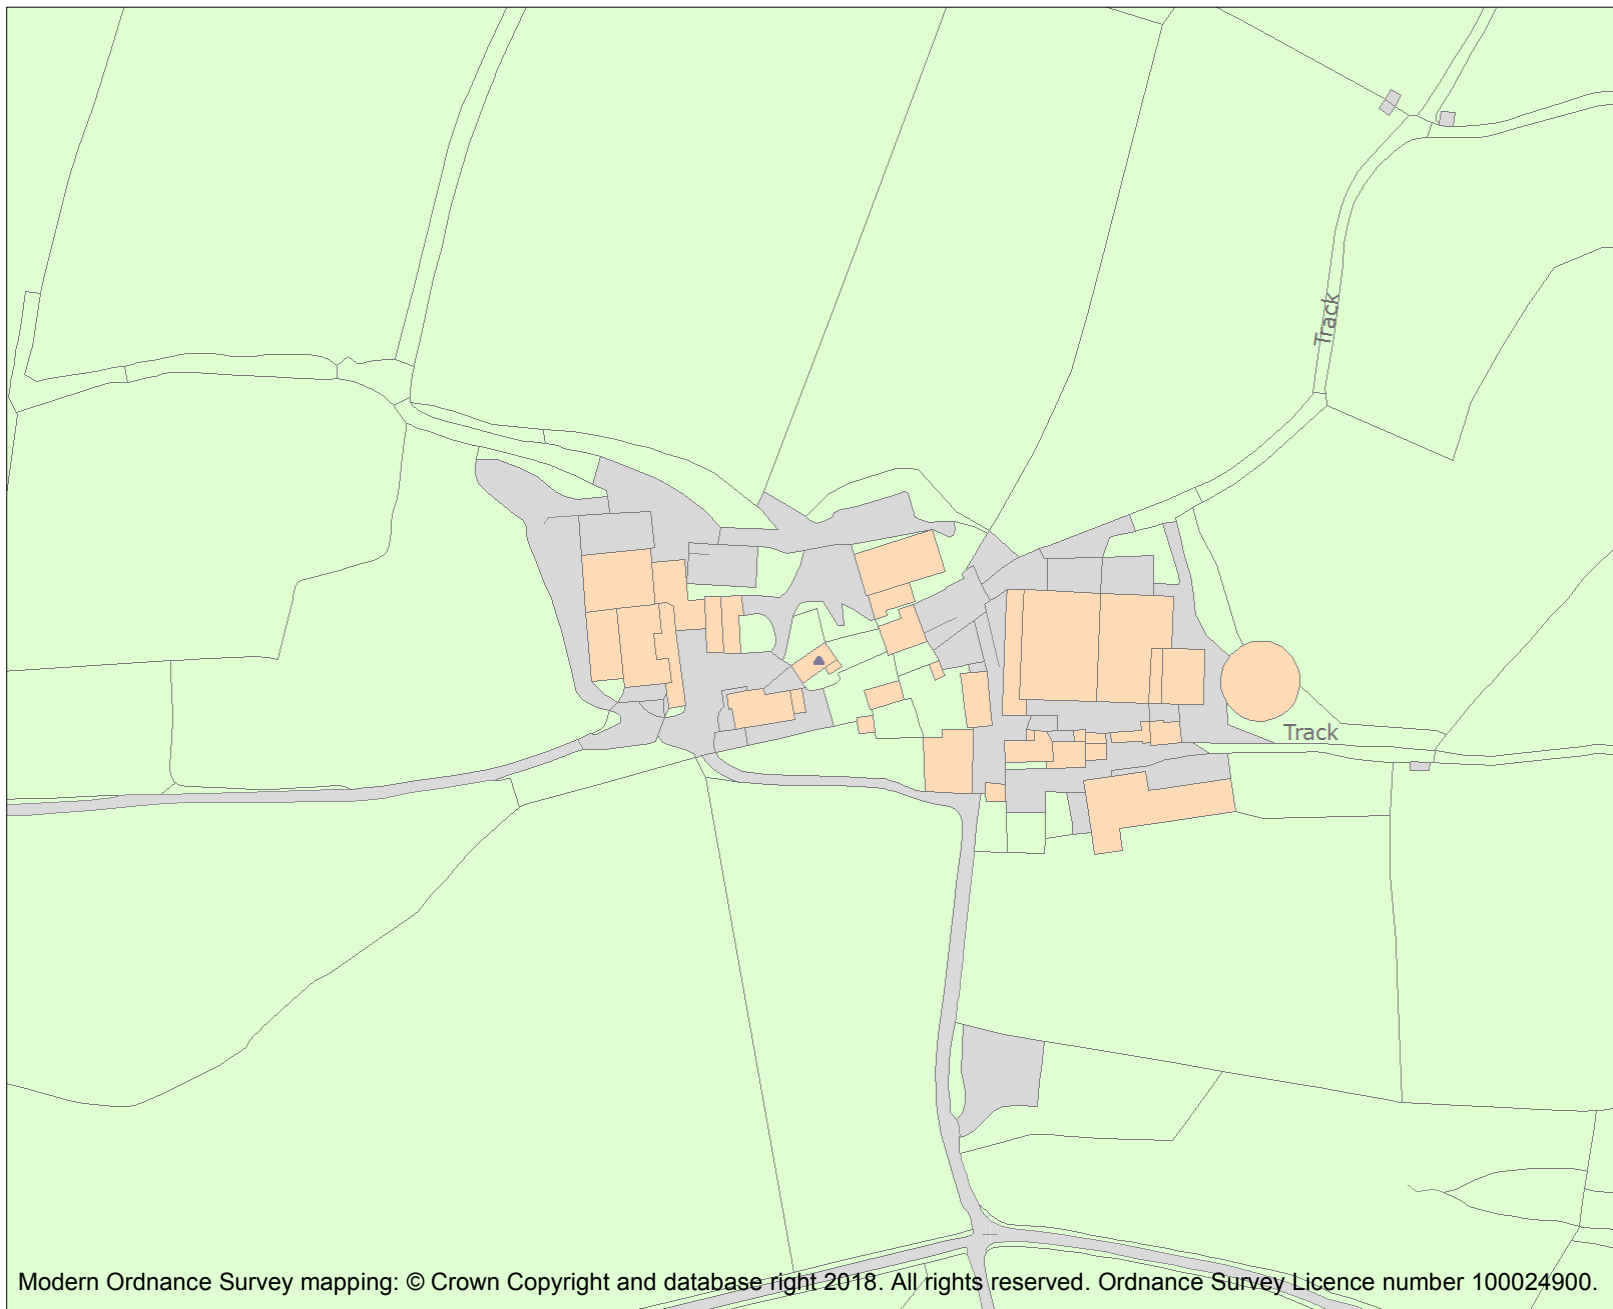 Track
Track
Modern Ordnance Survey mapping: © Crown Copyright and database right 2018. All rights reserved. Ordnance Survey Licence number 100024900.